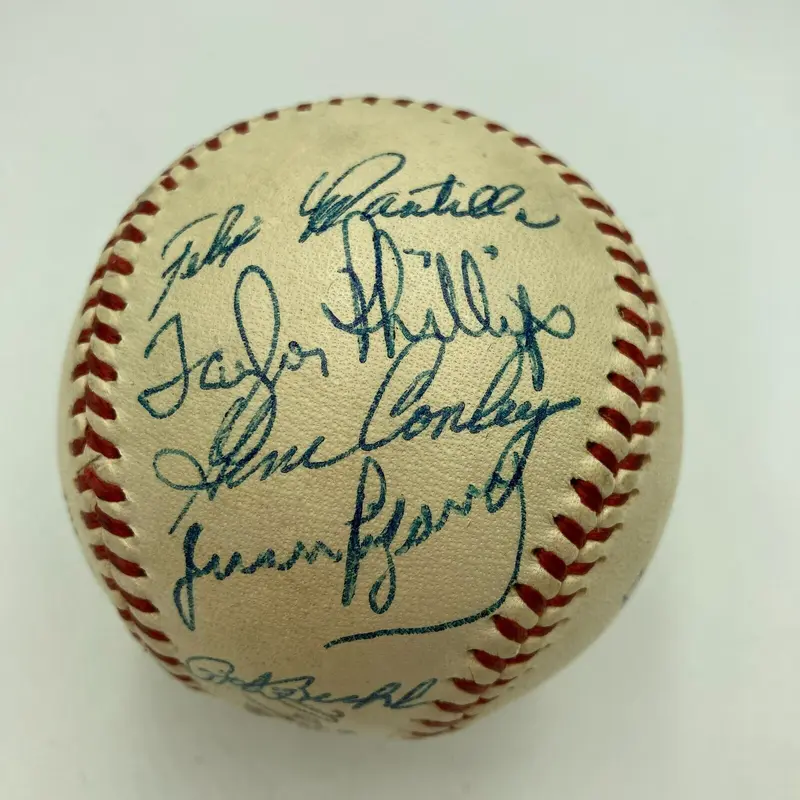 Felix Mantilla
Taylor Phillips
Gene Conley
Juan Pizarro
Bob Buhl